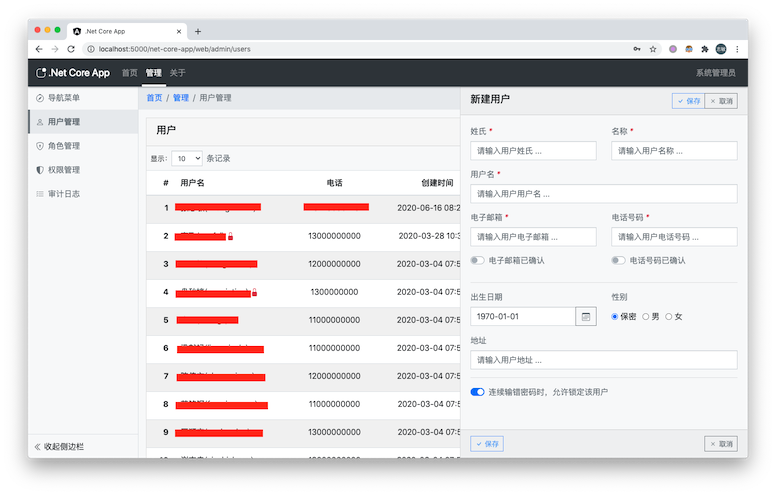 .Net Core App
localhost:5000/net-core-app/web/admin/users
.Net Core App 首页 管理 关于 系统管理员
导航菜单
用户管理
角色管理
权限管理
审计日志
收起侧边栏
首页 / 管理 / 用户管理
用户
显示: 10 条记录
# 用户名 电话 创建时间
1 2020-06-16 08:2
2 13000000000 2020-03-28 10:3
3 12000000000 2020-03-04 07:5
4 1300000000 2020-03-04 07:5
5 11000000000 2020-03-04 07:5
6 11000000000 2020-03-04 07:5
7 12000000000 2020-03-04 07:5
8 11000000000 2020-03-04 07:5
9 13000000000 2020-03-04 07:5
新建用户 保存 取消
姓氏 * 名称 *
请输入用户姓氏 ... 请输入用户名称 ...
用户名 *
请输入用户用户名 ...
电子邮箱 * 电话号码 *
请输入用户电子邮箱 ... 请输入用户电话号码 ...
电子邮箱已确认 电话号码已确认
出生日期 性别
1970-01-01 保密 男 女
地址
请输入用户地址 ...
连续输错密码时，允许锁定该用户
保存 取消